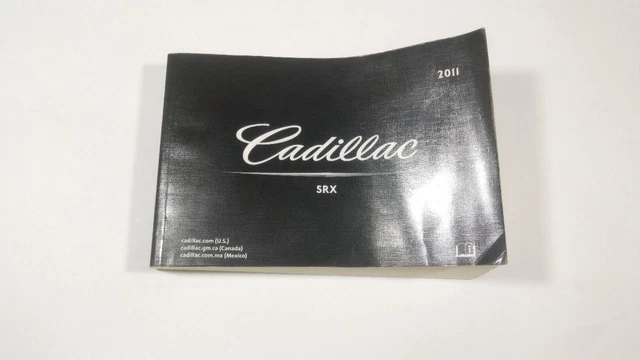 2011
Cadillac
SRX
cadillac.com (U.S.)
cadillac.gm.ca (Canada)
cadillac.com.mx (Mexico)